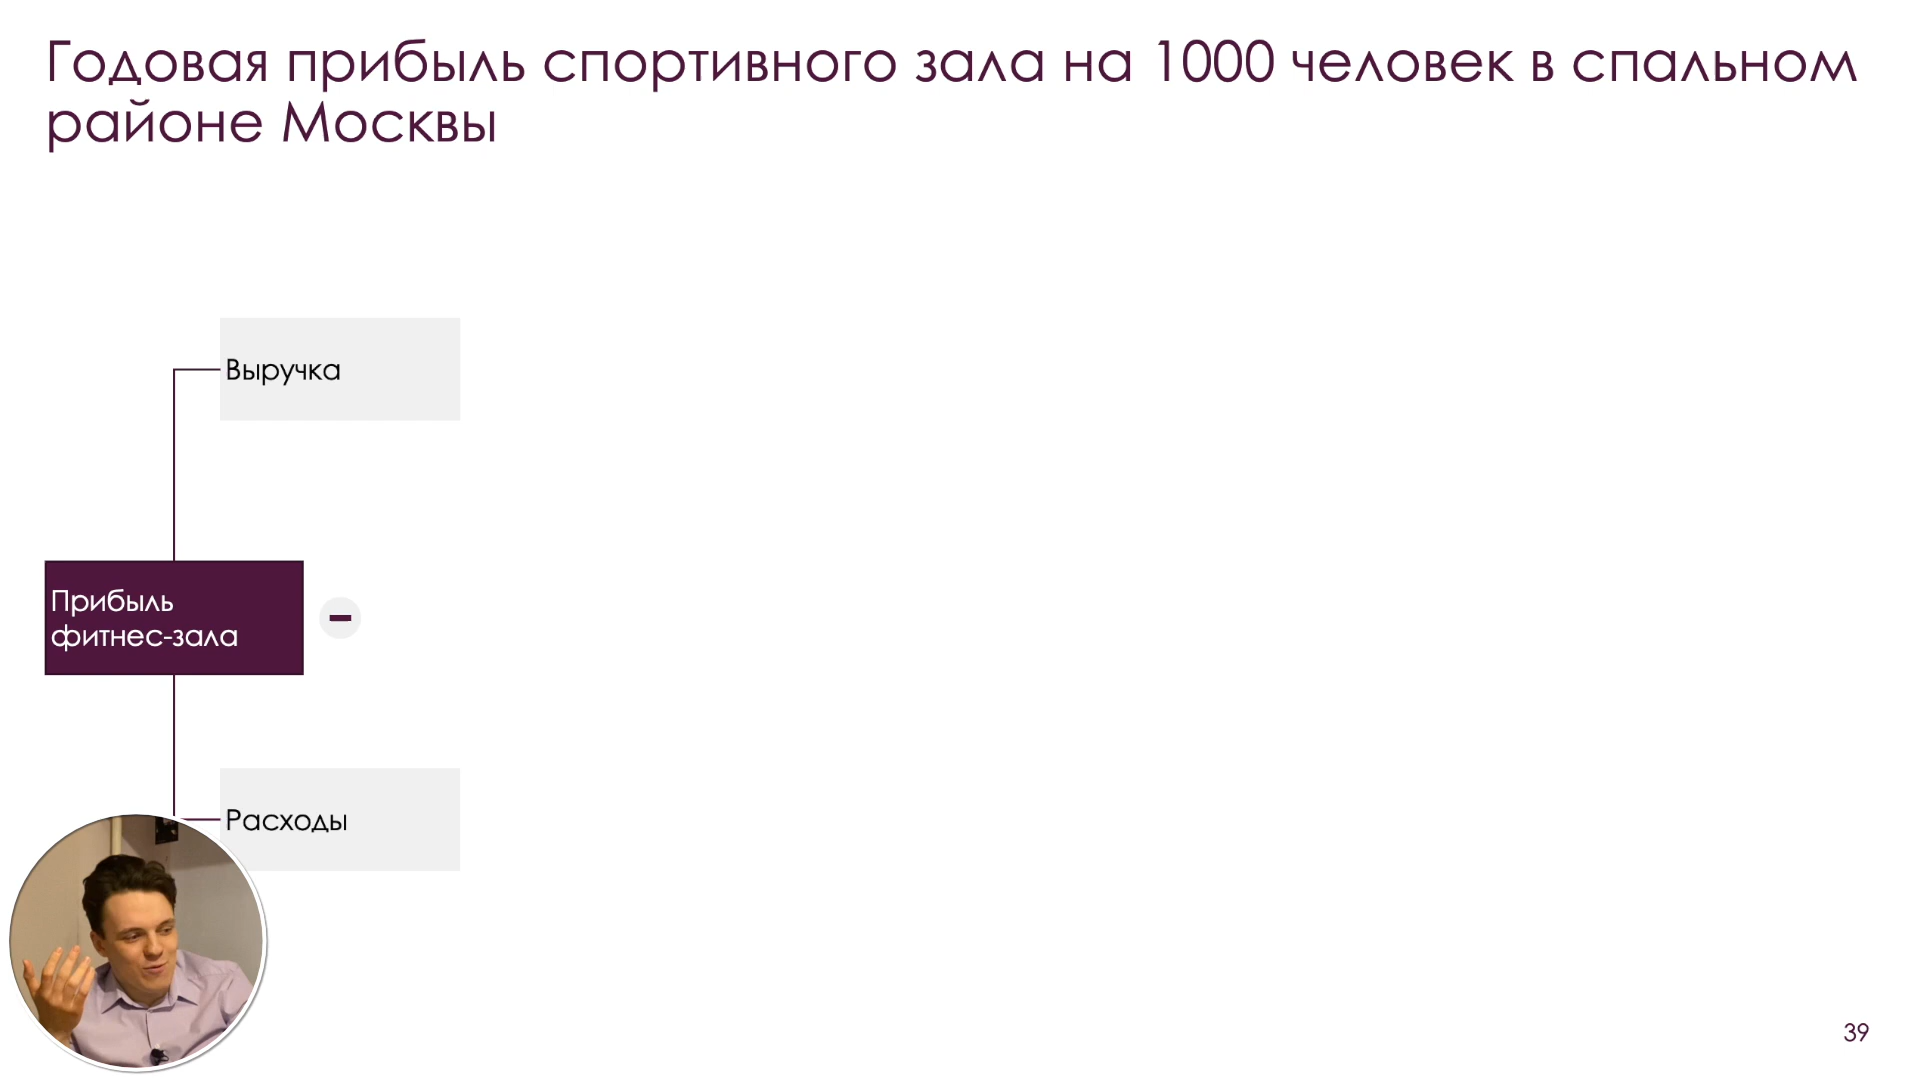 Годовая прибыль спортивного зала на 1000 человек в спальном
районе Москвы
Выручка
Прибыль
фитнес-зала
Расходы
39